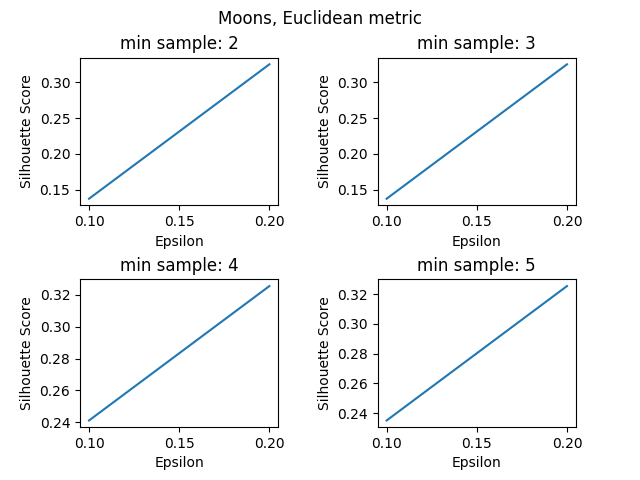 Moons, Euclidean metric
min sample: 2
min sample: 3
Silhouette Score
0.30
0.25
0.20
0.15
0.10 0.15 0.20
Epsilon
Silhouette Score
0.30
0.25
0.20
0.15
0.10 0.15 0.20
Epsilon
min sample: 4
min sample: 5
Silhouette Score
0.32
0.30
0.28
0.26
0.24
0.10 0.15 0.20
Epsilon
Silhouette Score
0.32
0.30
0.28
0.26
0.24
0.10 0.15 0.20
Epsilon